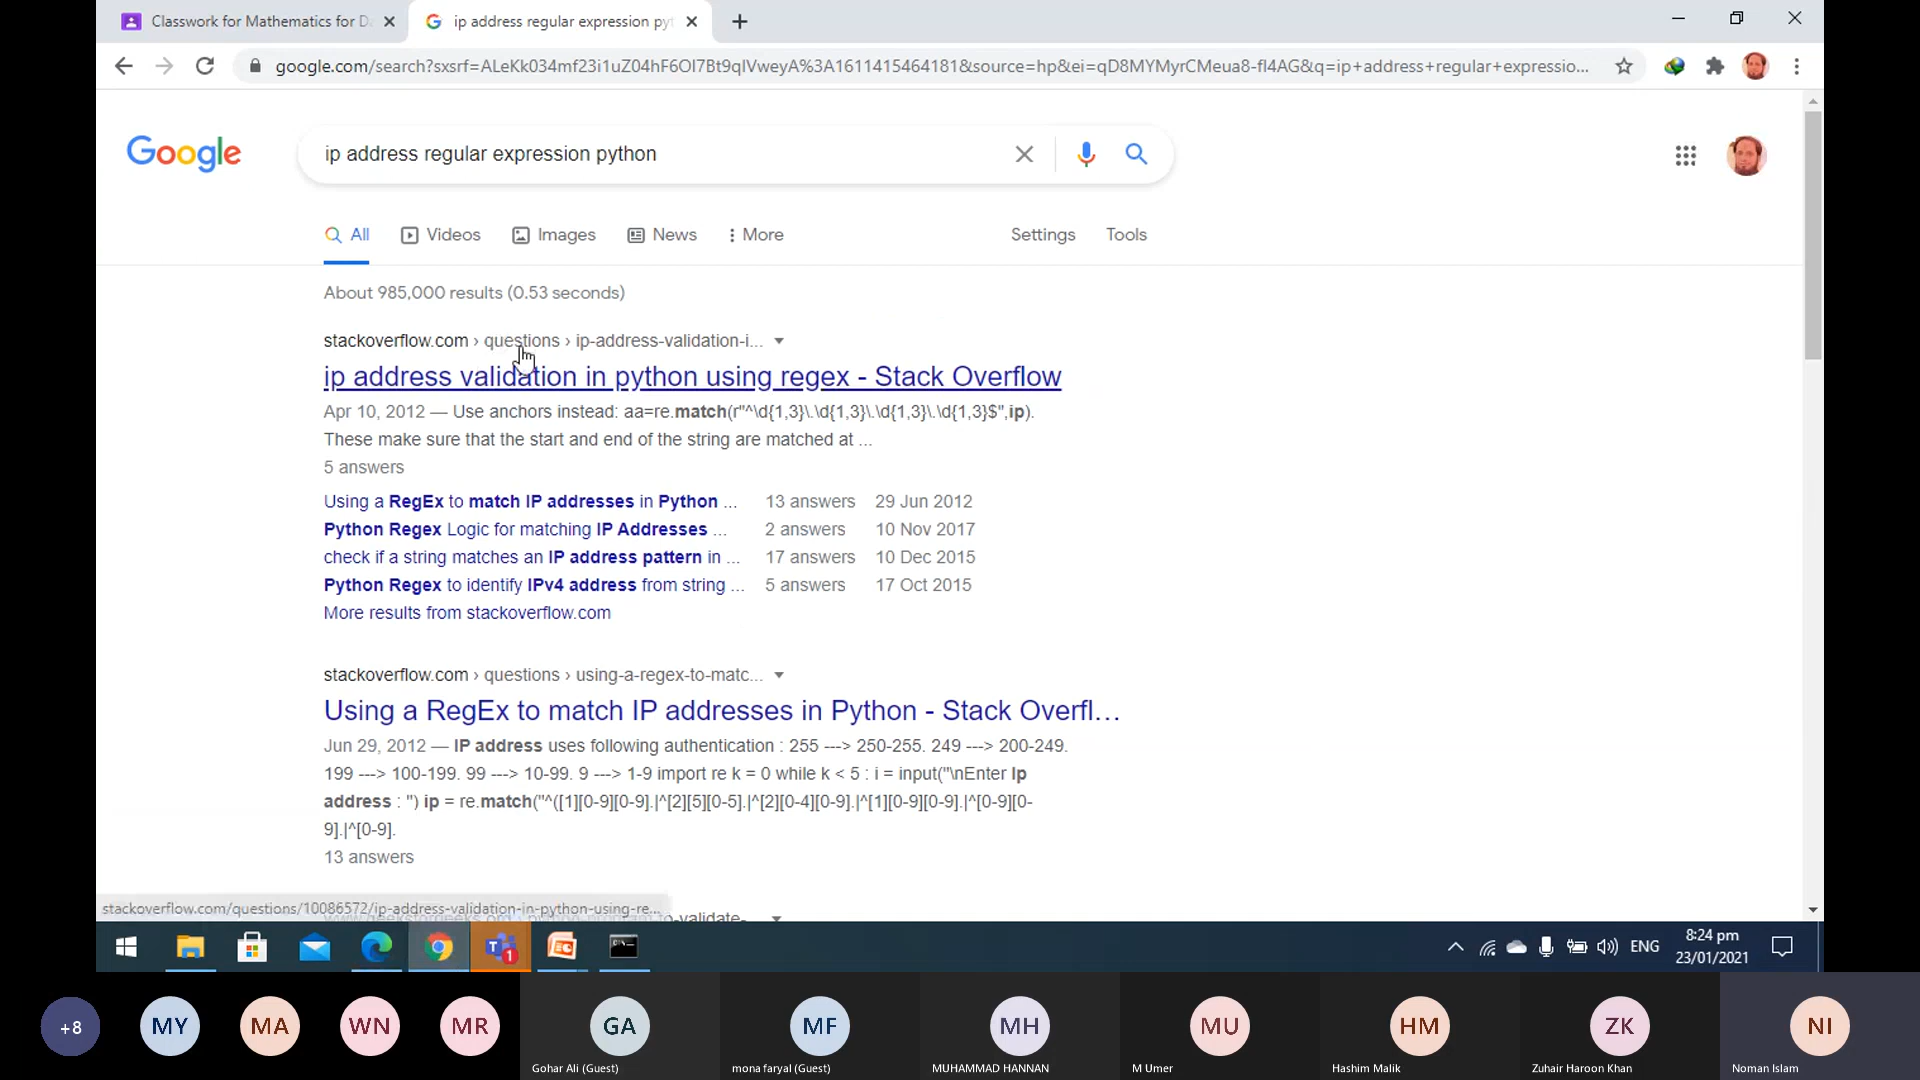 Classwork for Mathematics for D
ip address regular expression pyt
google.com/search?sxsrf=ALeKk034mf23i1uZ04hF6Ol7Bt9qIVweyA%3A1611415464181&source=hp&ei=qD8MYMyrCMeua8-fl4AG&q=ip+address+regular+expressio...
Google
ip address regular expression python
All Videos Images News More Settings Tools
About 985,000 results (0.53 seconds)
stackoverflow.com › questions › ip-address-validation-i...
ip address validation in python using regex - Stack Overflow
Apr 10, 2012 — Use anchors instead: aa=re.match(r"^\d{1,3}\.\d{1,3}\.\d{1,3}\.\d{1,3}$",ip).
These make sure that the start and end of the string are matched at ...
5 answers
Using a RegEx to match IP addresses in Python ... 13 answers 29 Jun 2012
Python Regex Logic for matching IP Addresses ... 2 answers 10 Nov 2017
check if a string matches an IP address pattern in ... 17 answers 10 Dec 2015
Python Regex to identify IPv4 address from string ... 5 answers 17 Oct 2015
More results from stackoverflow.com
stackoverflow.com › questions › using-a-regex-to-matc...
Using a RegEx to match IP addresses in Python - Stack Overfl...
Jun 29, 2012 — IP address uses following authentication : 255 ---> 250-255. 249 ---> 200-249.
199 ---> 100-199. 99 ---> 10-99. 9 ---> 1-9 import re k = 0 while k < 5 : i = input("\nEnter Ip
address : ") ip = re.match("^([1][0-9][0-9].|^[2][5][0-5].|^[2][0-4][0-9].|^[1][0-9][0-9].|^[0-9][0-
9].|^[0-9].
13 answers
stackoverflow.com/questions/10086572/ip-address-validation-in-python-using-re...
1
ENG
8:24 pm
23/01/2021
+8 MY MA WN MR GA MF MH MU HM ZK NI
Gohar Ali (Guest) mona faryal (Guest) MUHAMMAD HANNAN M Umer Hashim Malik Zuhair Haroon Khan Noman Islam